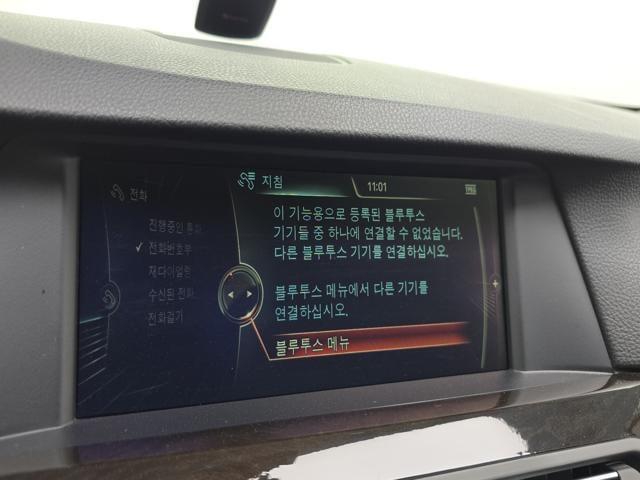 전화
지침
11:01
진행중인 통화
전화번호부
재다이얼링
수신된 전화
전화걸기
이 기능용으로 등록된 블루투스
기기들 중 하나에 연결할 수 없었습니다.
다른 블루투스 기기를 연결하십시오.
블루투스 메뉴에서 다른 기기를
연결하십시오.
블루투스 메뉴